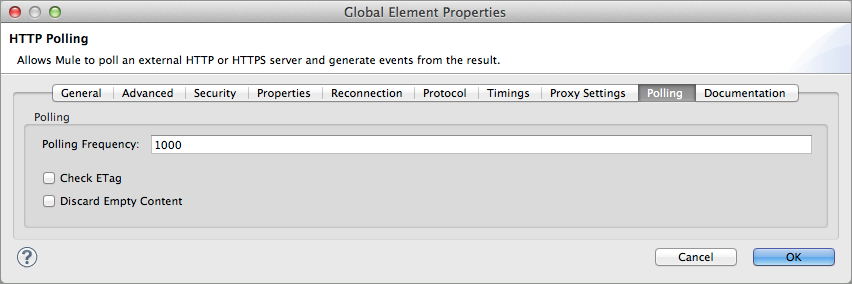 Global Element Properties
HTTP Polling
Allows Mule to poll an external HTTP or HTTPS server and generate events from the result.
General Advanced Security Properties Reconnection Protocol Timings Proxy Settings Polling Documentation
Polling
Polling Frequency: 1000
Check ETag
Discard Empty Content
? Cancel OK